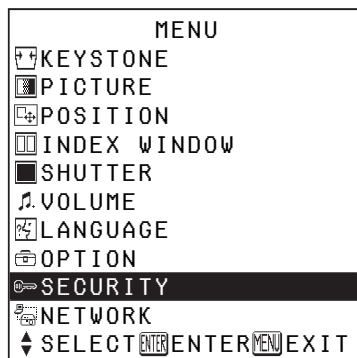 MENU
KEYSTONE
PICTURE
POSITION
INDEX WINDOW
SHUTTER
VOLUME
LANGUAGE
OPTION
SECURITY
NETWORK
SELECT ENTER ENTER MENU EXIT